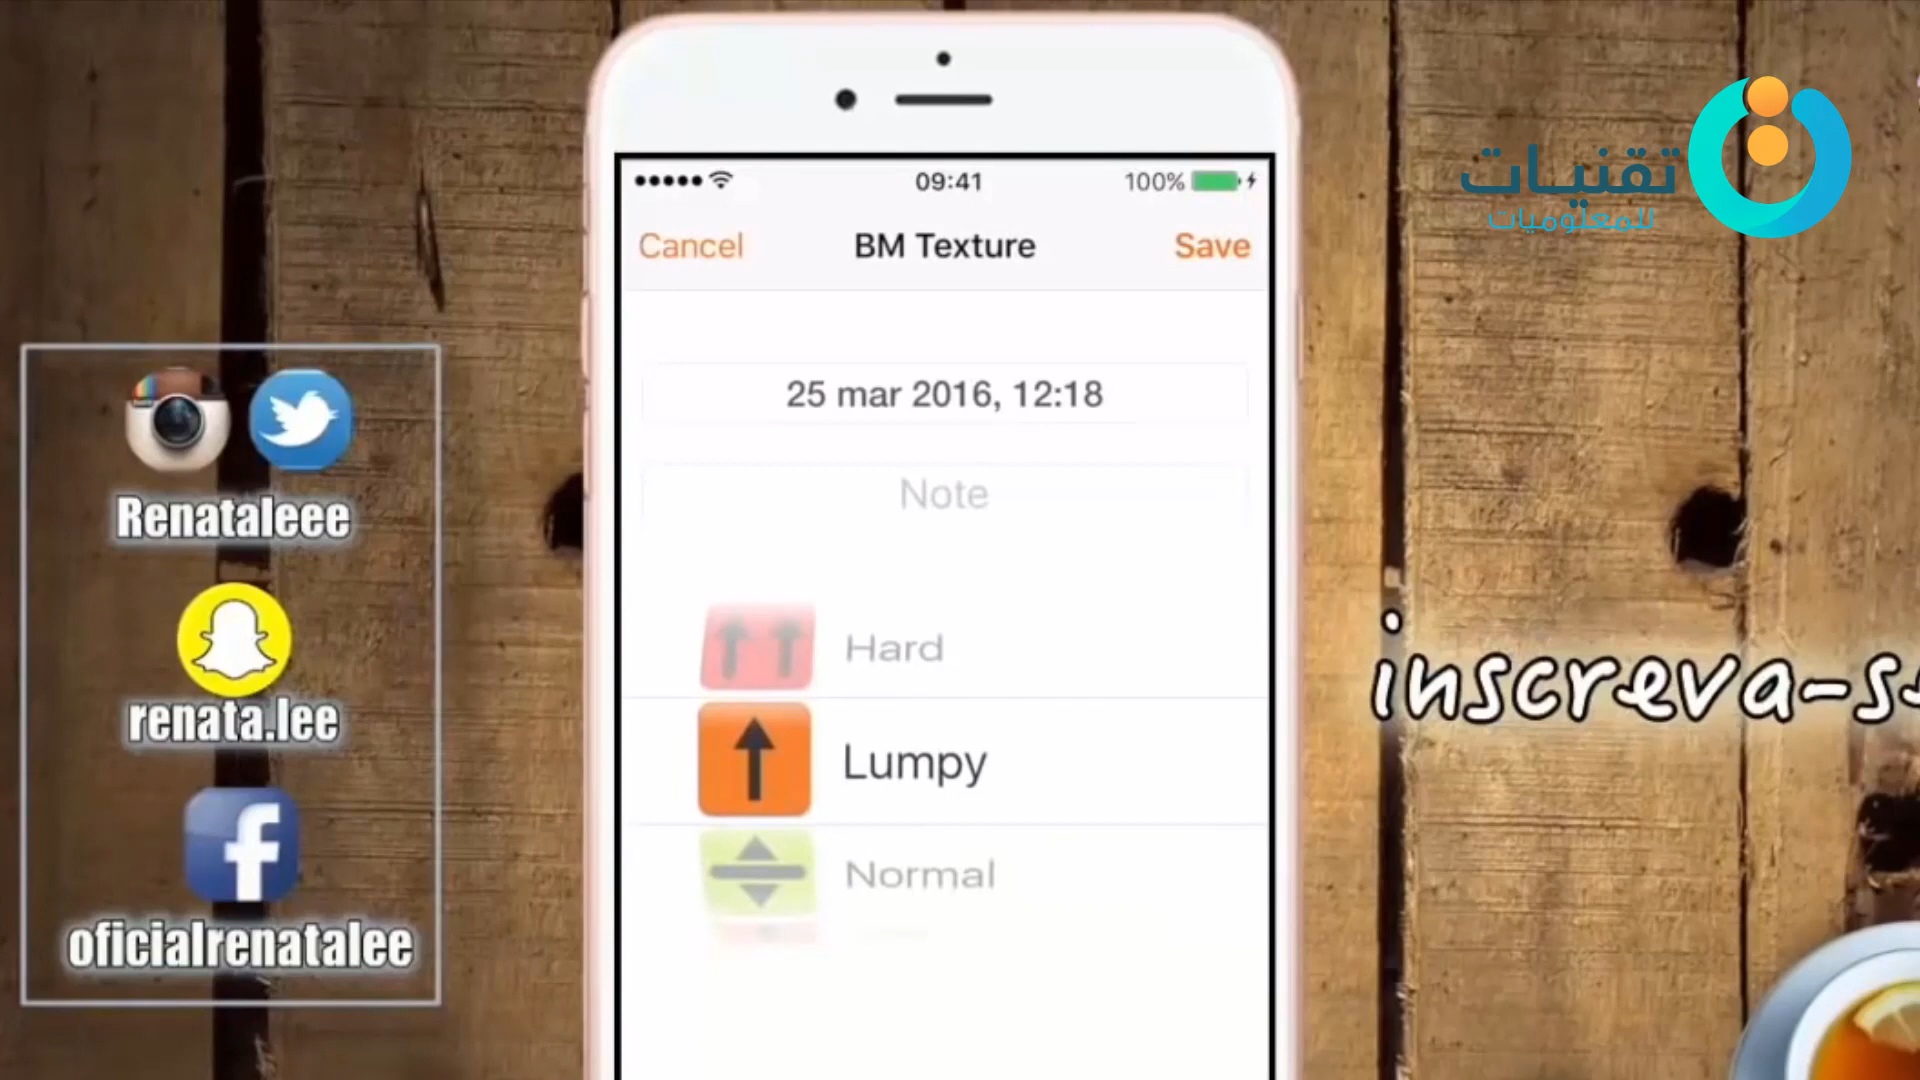 تقنيات
للمعلوميات
09:41
100%
Cancel
BM Texture
Save
25 mar 2016, 12:18
Note
Hard
Lumpy
Normal
Renataleee
renata.lee
oficialrenatalee
inscreva-se